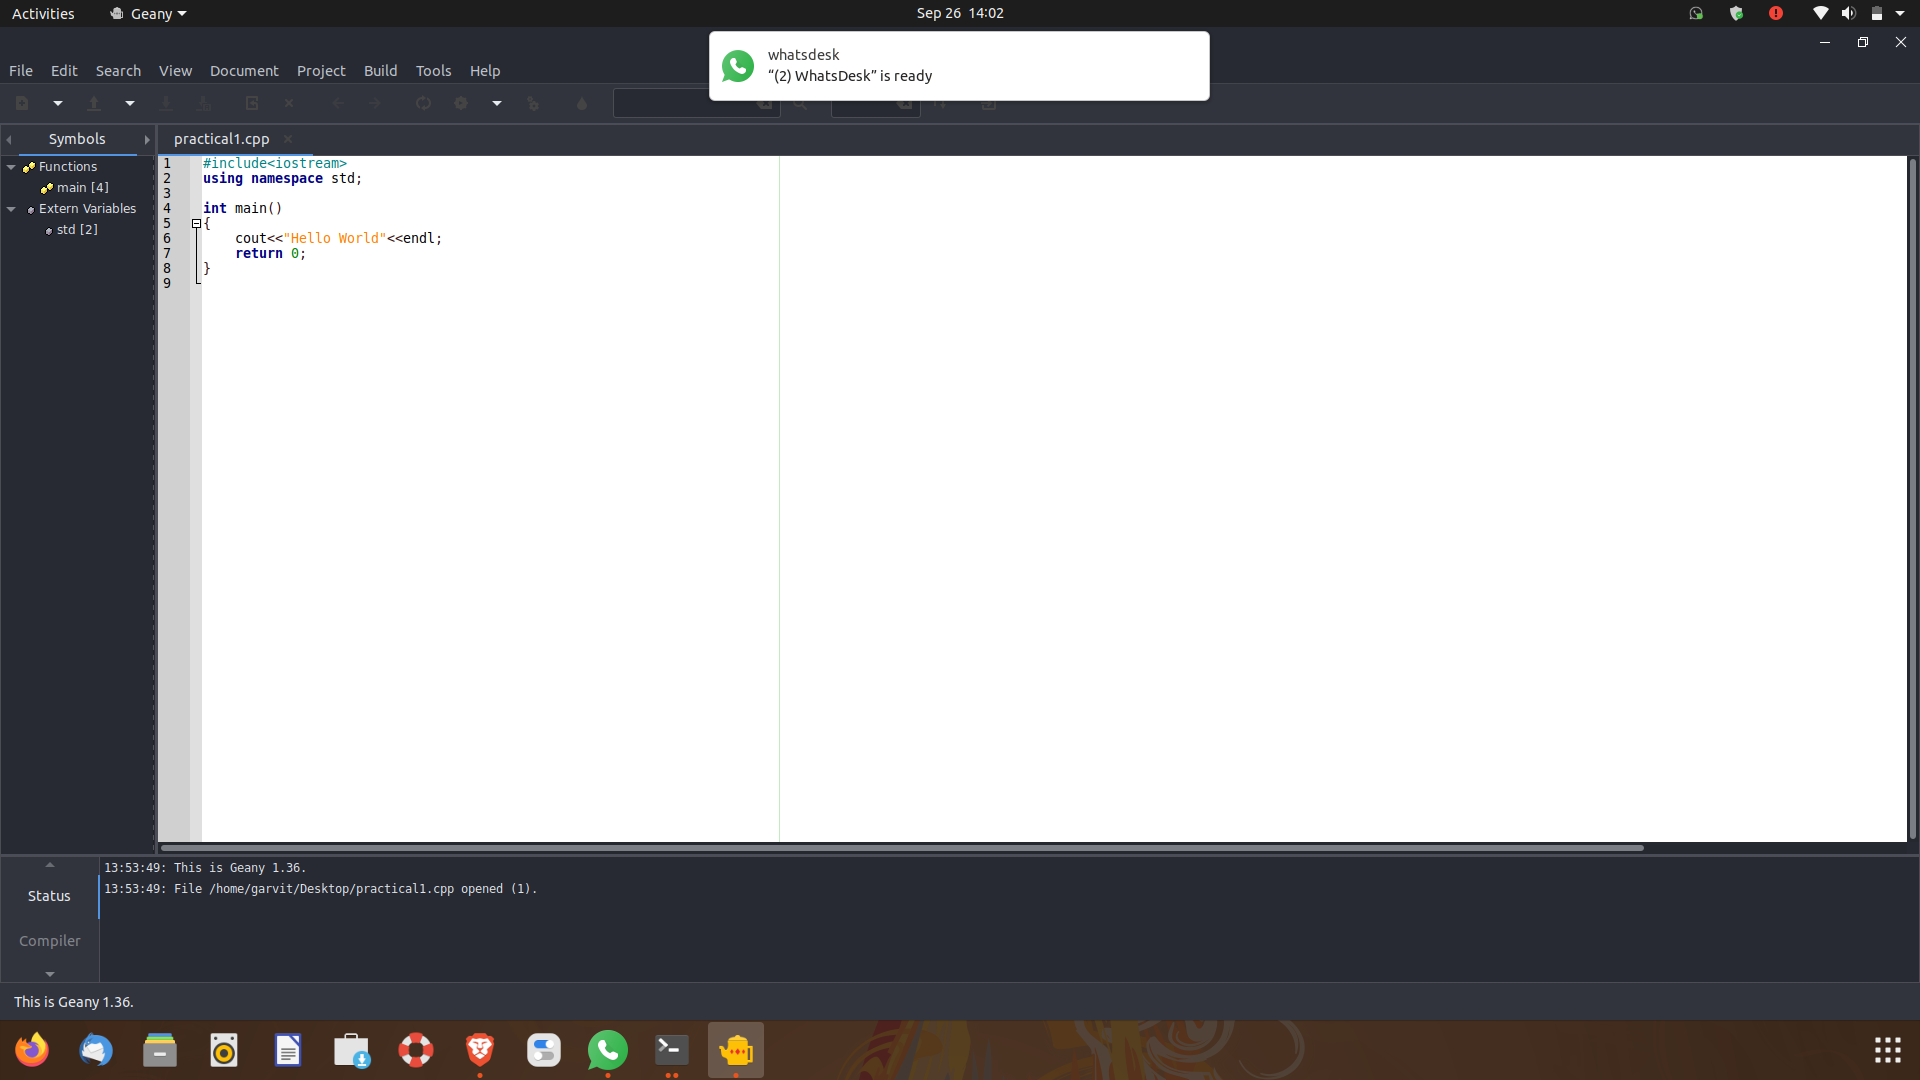 Activities Geany Sep 26 14:02
whatsdesk
“(2) WhatsDesk” is ready
File Edit Search View Document Project Build Tools Help
Symbols practical1.cpp
Functions
main [4]
Extern Variables
std [2]
1 #include<iostream>
2 using namespace std;
3
4 int main()
5 {
6 cout<<"Hello World"<<endl;
7 return 0;
8 }
9
Status
Compiler
13:53:49: This is Geany 1.36.
13:53:49: File /home/garvit/Desktop/practical1.cpp opened (1).
This is Geany 1.36.